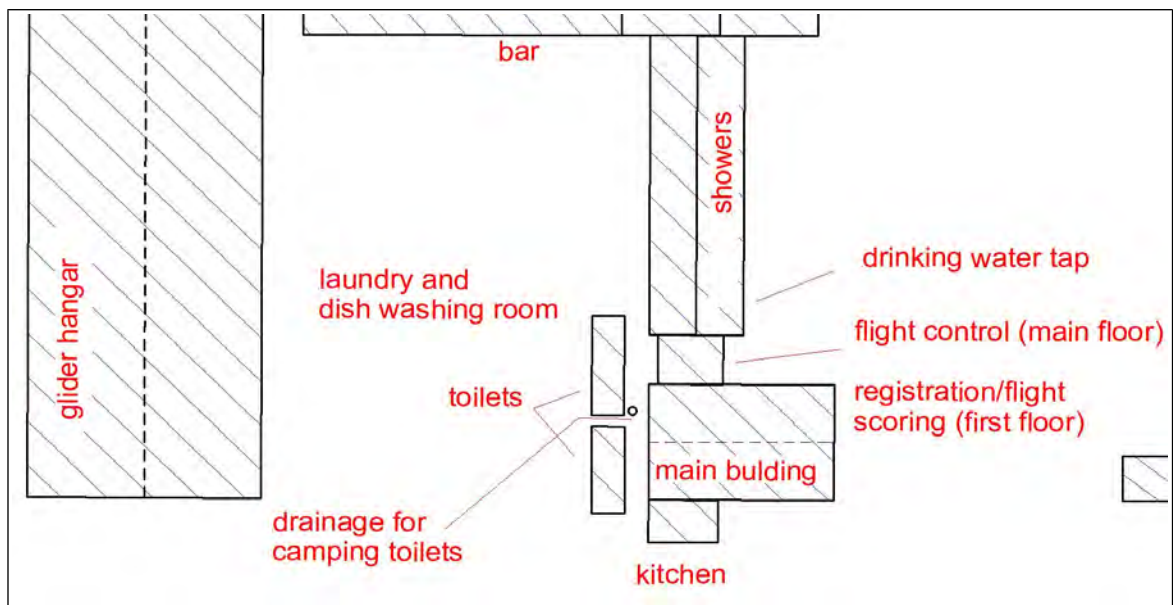 bar
showers
glider hangar
laundry and
dish washing room
drinking water tap
flight control (main floor)
toilets
registration/flight
scoring (first floor)
main bulding
drainage for
camping toilets
kitchen